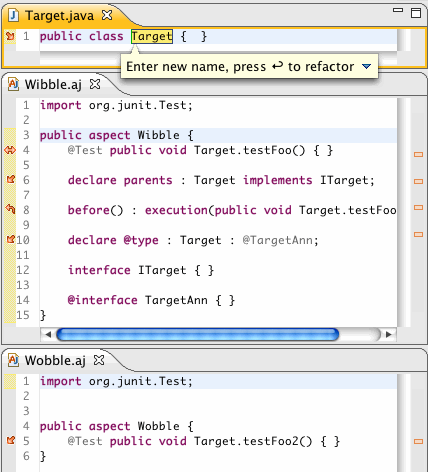 Target.java
1 public class Target { }
Enter new name, press ↩ to refactor
Wibble.aj
1 import org.junit.Test;
2
3 public aspect Wibble {
4 @Test public void Target.testFoo() { }
5
6 declare parents : Target implements ITarget;
7
8 before() : execution(public void Target.testFoo
9
10 declare @type : Target : @TargetAnn;
11
12 interface ITarget { }
13
14 @interface TargetAnn { }
15 }
Wobble.aj
1 import org.junit.Test;
2
3
4 public aspect Wobble {
5 @Test public void Target.testFoo2() { }
6 }